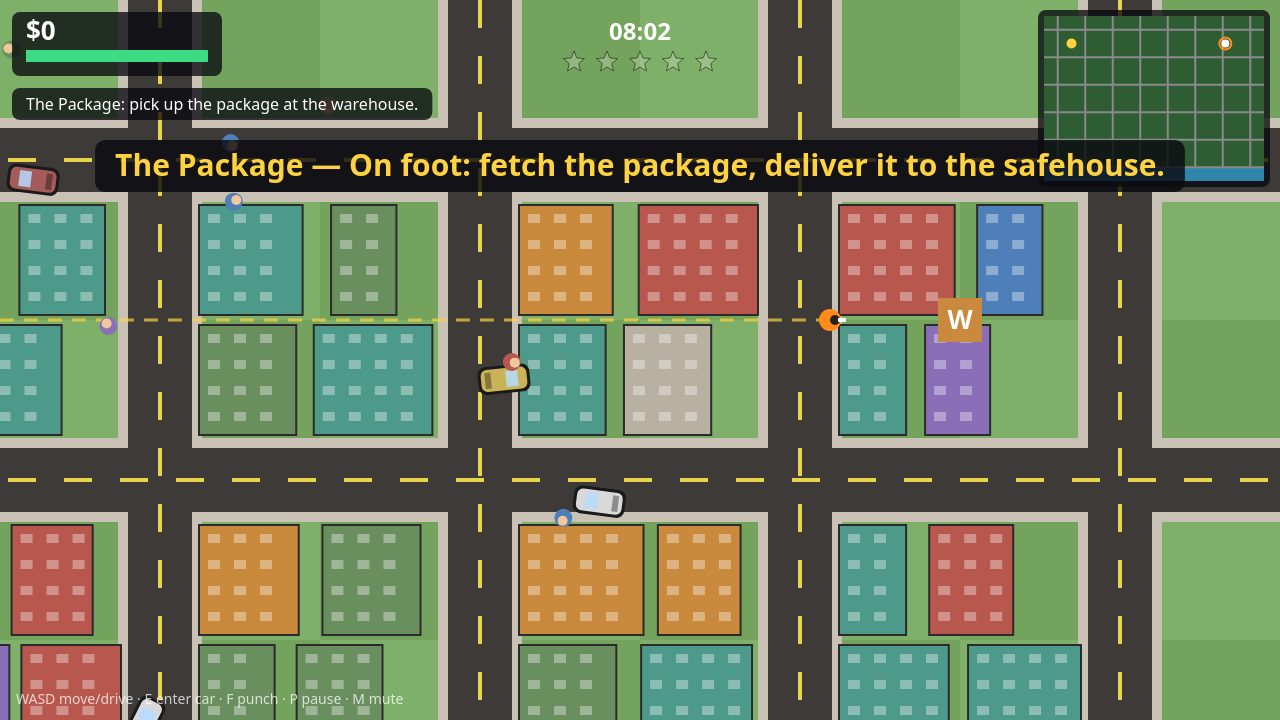 $0
08:02
The Package: pick up the package at the warehouse.
The Package — On foot: fetch the package, deliver it to the safehouse.
W
WASD move/drive · E enter car · F punch · P pause · M mute